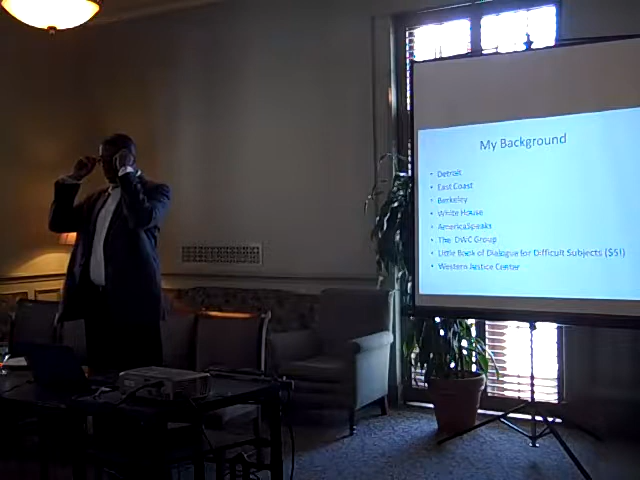 My Background
• Detroit
• East Coast
• Berkeley
• White House
• AmericaSpeaks
• The DWC Group
• Little Book of Dialogue for Difficult Subjects ($5!)
• Western Justice Center